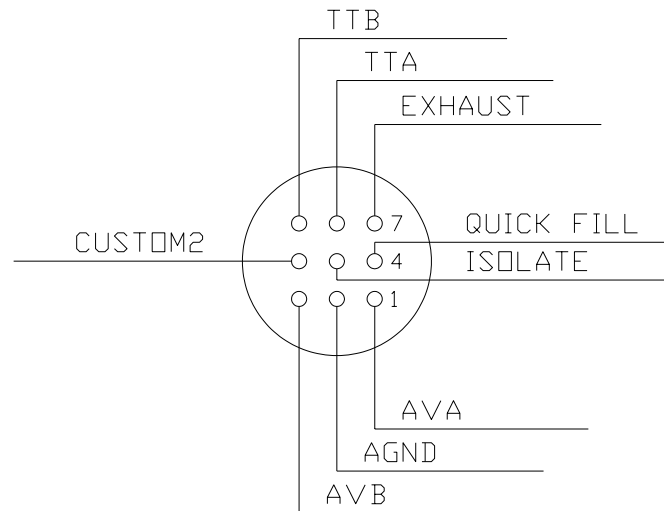 TTB
TTA
EXHAUST
7
QUICK FILL
CUSTOM2
4
ISOLATE
1
AVA
AGND
AVB